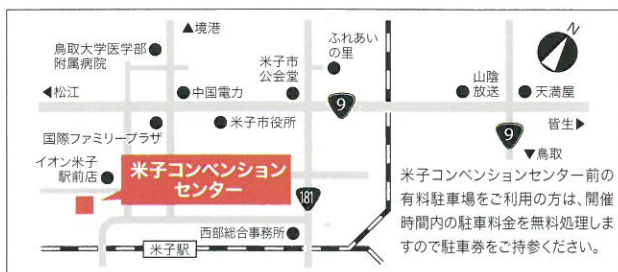 ▲境港
N
鳥取大学医学部
附属病院
米子市
公会堂
ふれあい
の里
◀松江
中国電力
9
山陰
放送
天満屋
国際ファミリープラザ
米子市役所
9
皆生▶
イオン米子
駅前店
▼鳥取
米子コンベンション
センター
181
西部総合事務所
米子駅
米子コンベンションセンター前の
有料駐車場をご利用の方は、開催
時間内の駐車料金を無料処理しま
すので駐車券をご持参ください。